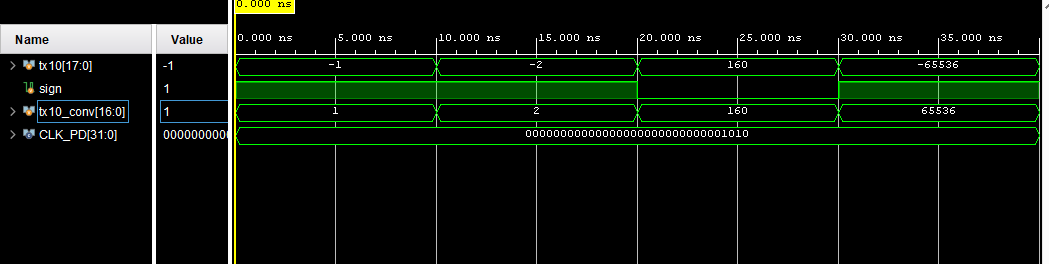 0.000 ns
Name Value
0.000 ns 5.000 ns 10.000 ns 15.000 ns 20.000 ns 25.000 ns 30.000 ns 35.000 ns
tx10[17:0] -1 -1 -2 160 -65536
sign 1
tx10_conv[16:0] 1 1 2 160 65536
CLK_PD[31:0] 0000000000 00000000000000000000000000001010